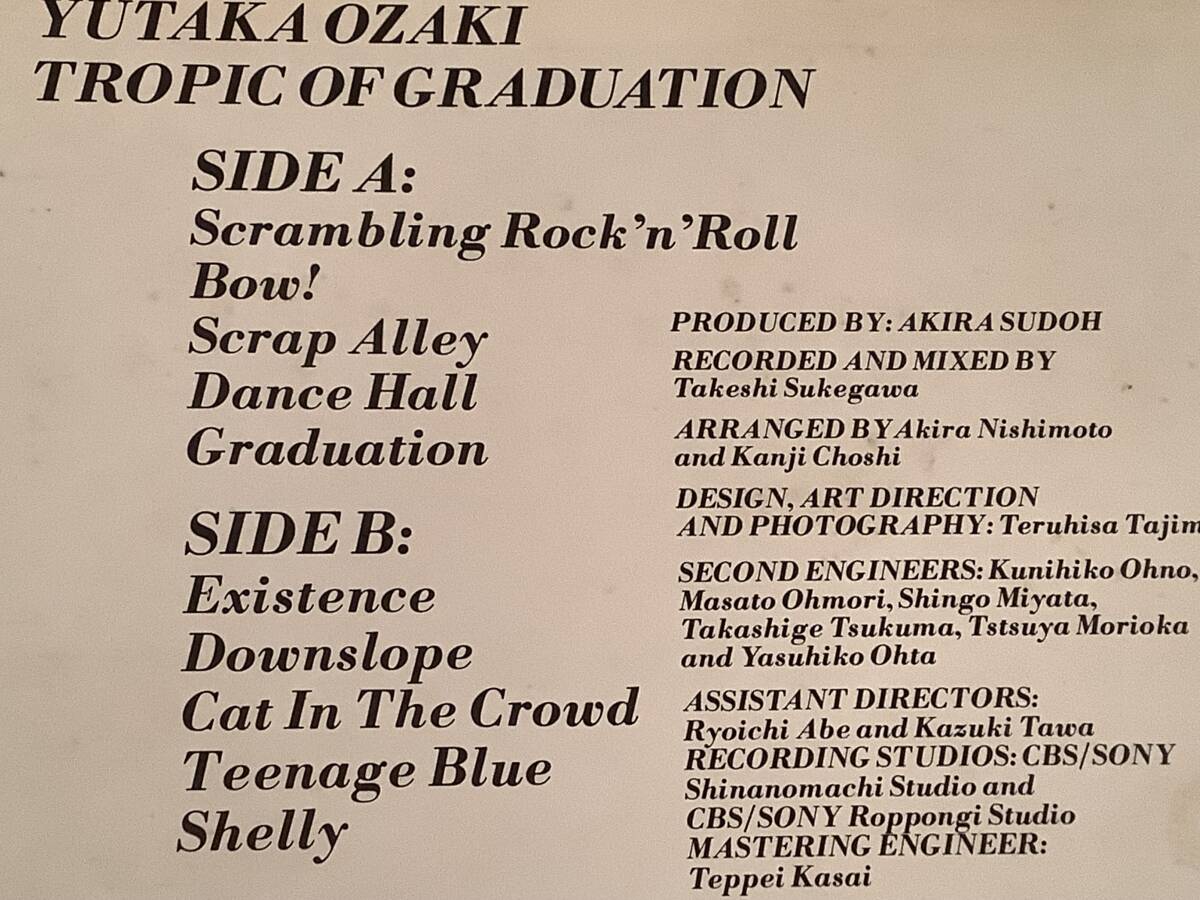 YUTAKA OZAKI
TROPIC OF GRADUATION
SIDE A:
Scrambling Rock'n'Roll
Bow!
Scrap Alley
Dance Hall
Graduation
SIDE B:
Existence
Downslope
Cat In The Crowd
Teenage Blue
Shelly
PRODUCED BY: AKIRA SUDOH
RECORDED AND MIXED BY
Takeshi Sukegawa
ARRANGED BY Akira Nishimoto
and Kanji Choshi
DESIGN, ART DIRECTION
AND PHOTOGRAPHY: Teruhisa Tajim
SECOND ENGINEERS: Kunihiko Ohno,
Masato Ohmori, Shingo Miyata,
Takashige Tsukuma, Tstsuya Morioka
and Yasuhiko Ohta
ASSISTANT DIRECTORS:
Ryoichi Abe and Kazuki Tawa
RECORDING STUDIOS: CBS/SONY
Shinanomachi Studio and
CBS/SONY Roppongi Studio
MASTERING ENGINEER:
Teppei Kasai